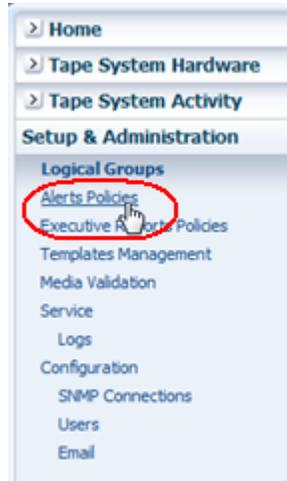 Home
Tape System Hardware
Tape System Activity
Setup & Administration
Logical Groups
Alerts Policies
Executive Reports Policies
Templates Management
Media Validation
Service
Logs
Configuration
SNMP Connections
Users
Email